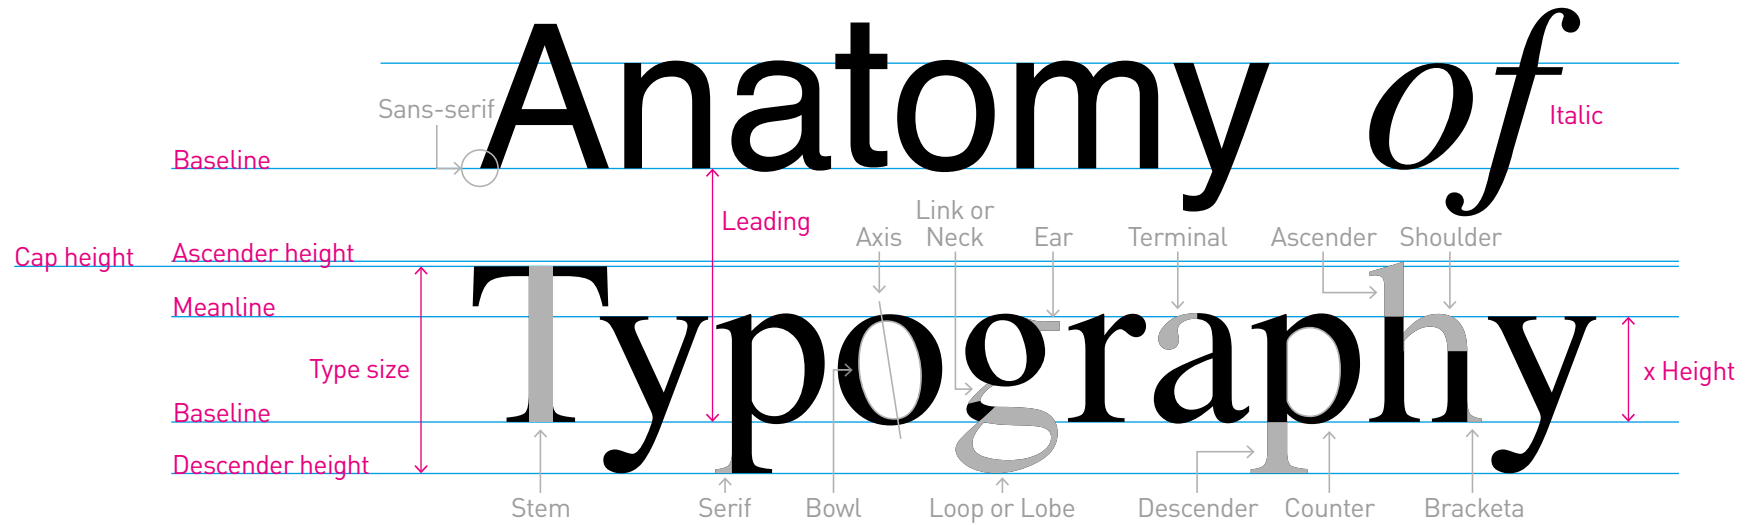 Anatomy of
Sans-serif
Italic
Baseline
Leading
Link or
Neck
Axis
Ear
Terminal
Ascender
Shoulder
Cap height
Ascender height
Typography
Meanline
Type size
x Height
Baseline
Descender height
Stem
Serif
Bowl
Loop or Lobe
Descender
Counter
Bracketa